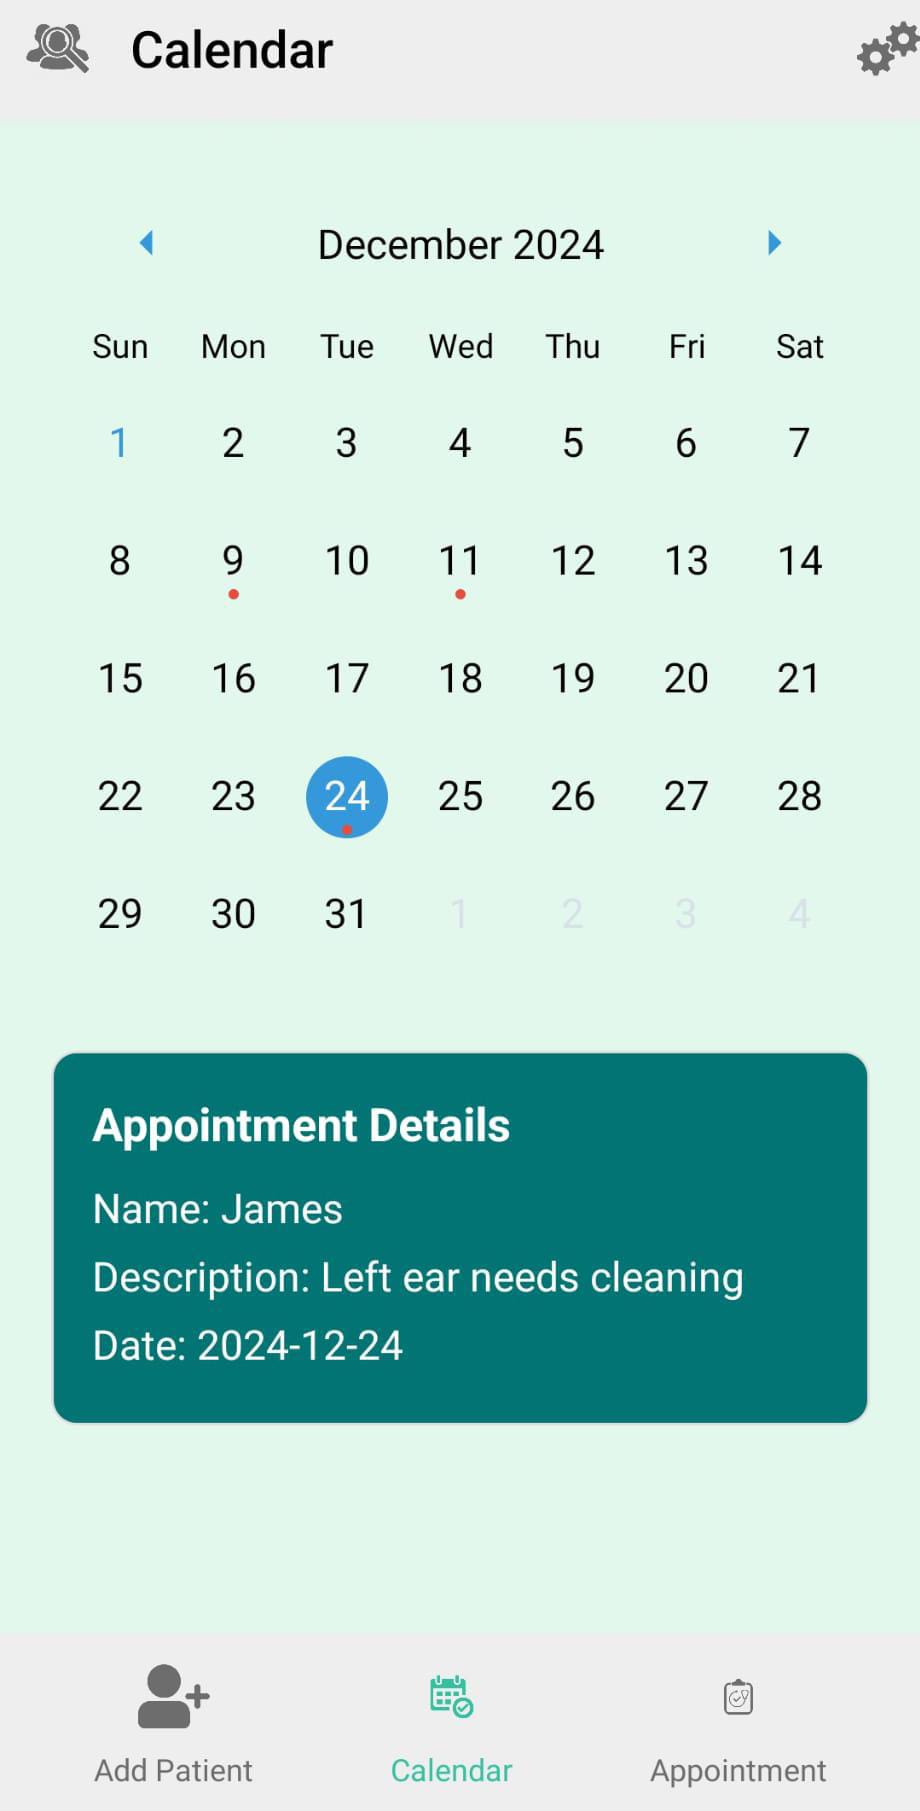 Calendar
December 2024
Sun Mon Tue Wed Thu Fri Sat
1 2 3 4 5 6 7
8 9 10 11 12 13 14
15 16 17 18 19 20 21
22 23 24 25 26 27 28
29 30 31 1 2 3 4
Appointment Details
Name: James
Description: Left ear needs cleaning
Date: 2024-12-24
Add Patient Calendar Appointment